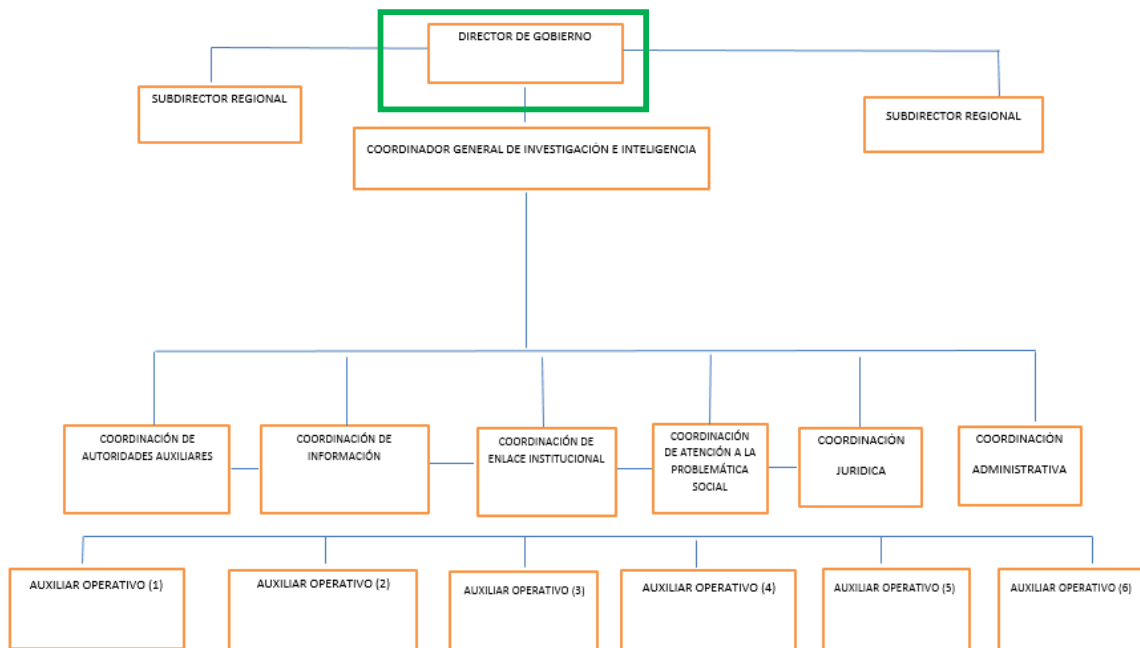 DIRECTOR DE GOBIERNO
SUBDIRECTOR REGIONAL
SUBDIRECTOR REGIONAL
COORDINADOR GENERAL DE INVESTIGACIÓN E INTELIGENCIA
COORDINACIÓN DE
AUTORIDADES AUXILIARES
COORDINACIÓN DE
INFORMACIÓN
COORDINACIÓN DE
ENLACE INSTITUCIONAL
COORDINACIÓN
DE ATENCIÓN A LA
PROBLEMÁTICA
SOCIAL
COORDINACIÓN
JURIDICA
COORDINACIÓN
ADMINISTRATIVA
AUXILIAR OPERATIVO (1)
AUXILIAR OPERATIVO (2)
AUXILIAR OPERATIVO (3)
AUXILIAR OPERATIVO (4)
AUXILIAR OPERATIVO (5)
AUXILIAR OPERATIVO (6)